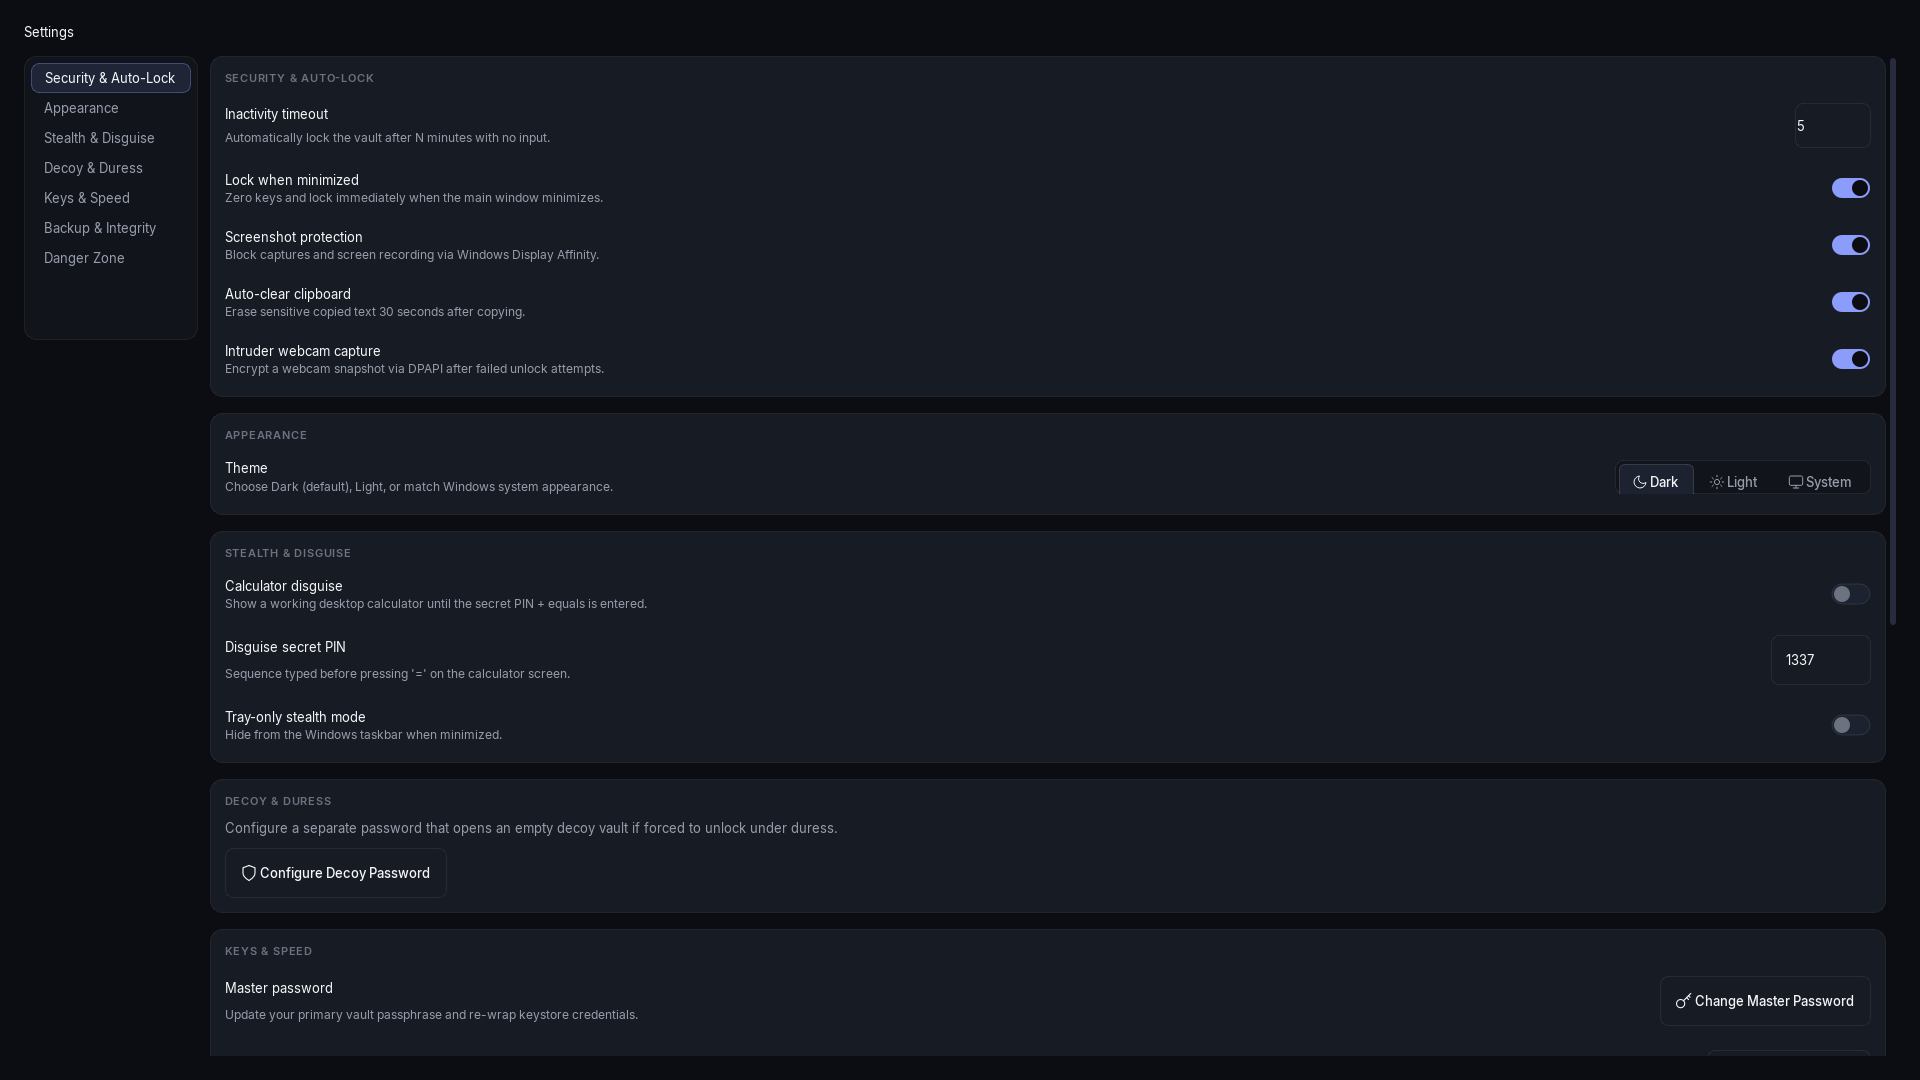 Settings
Security & Auto-Lock
Appearance
Stealth & Disguise
Decoy & Duress
Keys & Speed
Backup & Integrity
Danger Zone
SECURITY & AUTO-LOCK
Inactivity timeout
Automatically lock the vault after N minutes with no input.
5
Lock when minimized
Zero keys and lock immediately when the main window minimizes.
Screenshot protection
Block captures and screen recording via Windows Display Affinity.
Auto-clear clipboard
Erase sensitive copied text 30 seconds after copying.
Intruder webcam capture
Encrypt a webcam snapshot via DPAPI after failed unlock attempts.
APPEARANCE
Theme
Choose Dark (default), Light, or match Windows system appearance.
Dark Light System
STEALTH & DISGUISE
Calculator disguise
Show a working desktop calculator until the secret PIN + equals is entered.
Disguise secret PIN
Sequence typed before pressing '=' on the calculator screen.
1337
Tray-only stealth mode
Hide from the Windows taskbar when minimized.
DECOY & DURESS
Configure a separate password that opens an empty decoy vault if forced to unlock under duress.
Configure Decoy Password
KEYS & SPEED
Master password
Update your primary vault passphrase and re-wrap keystore credentials.
Change Master Password